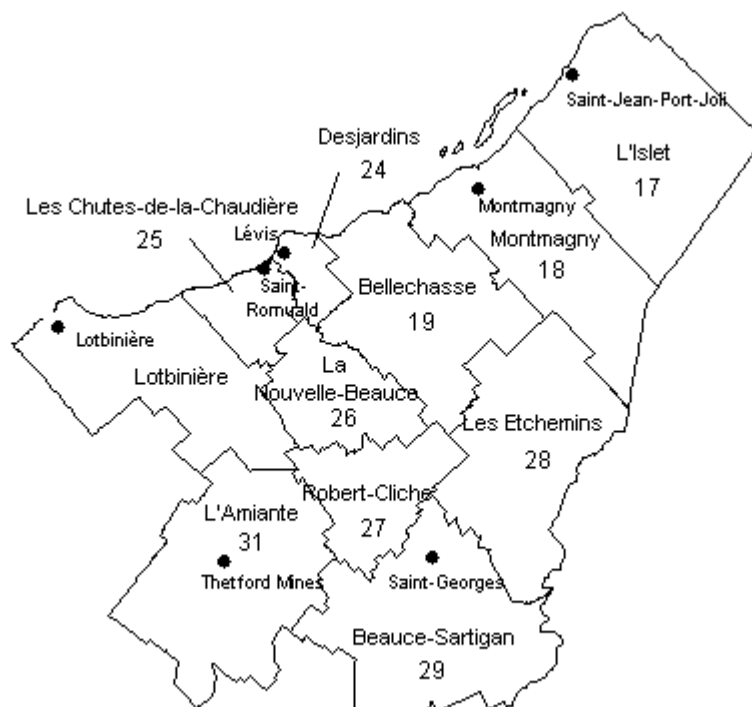 Saint-Jean-Port-Joli
L'Islet
17
Desjardins
24
Montmagny
Montmagny
18
Les Chutes-de-la-Chaudière
25
Lévis
Saint-
Romuald
Bellechasse
19
Lotbinière
Lotbinière
La
Nouvelle-Beauce
26
Les Etchemins
28
Robert-Cliche
27
L'Amiante
31
Thetford Mines
Saint-Georges
Beauce-Sartigan
29